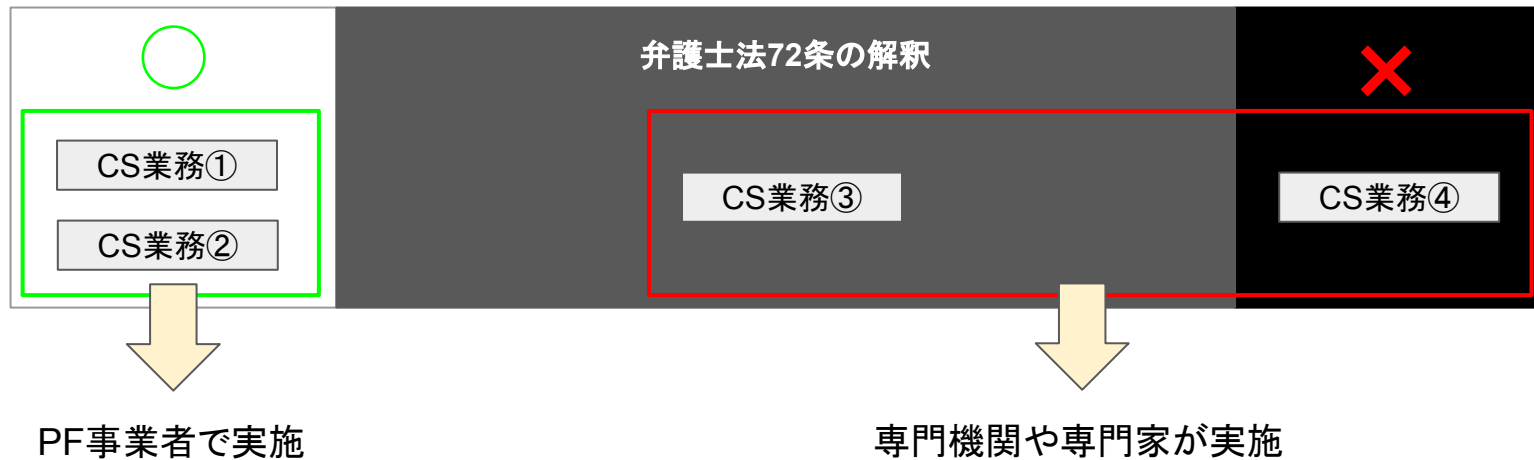 弁護士法72条の解釈
CS業務①
CS業務②
CS業務③
CS業務④
PF事業者で実施
専門機関や専門家が実施